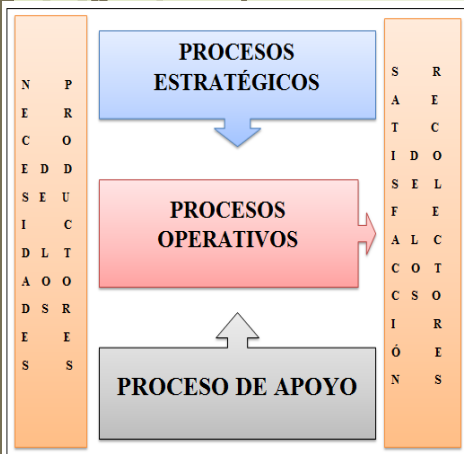 NECESIDADES
DE LOS
PRODUCTORES
PROCESOS
ESTRATÉGICOS
PROCESOS
OPERATIVOS
PROCESO DE APOYO
SATISFACCIÓN
DE LOS
RECOLECTORES